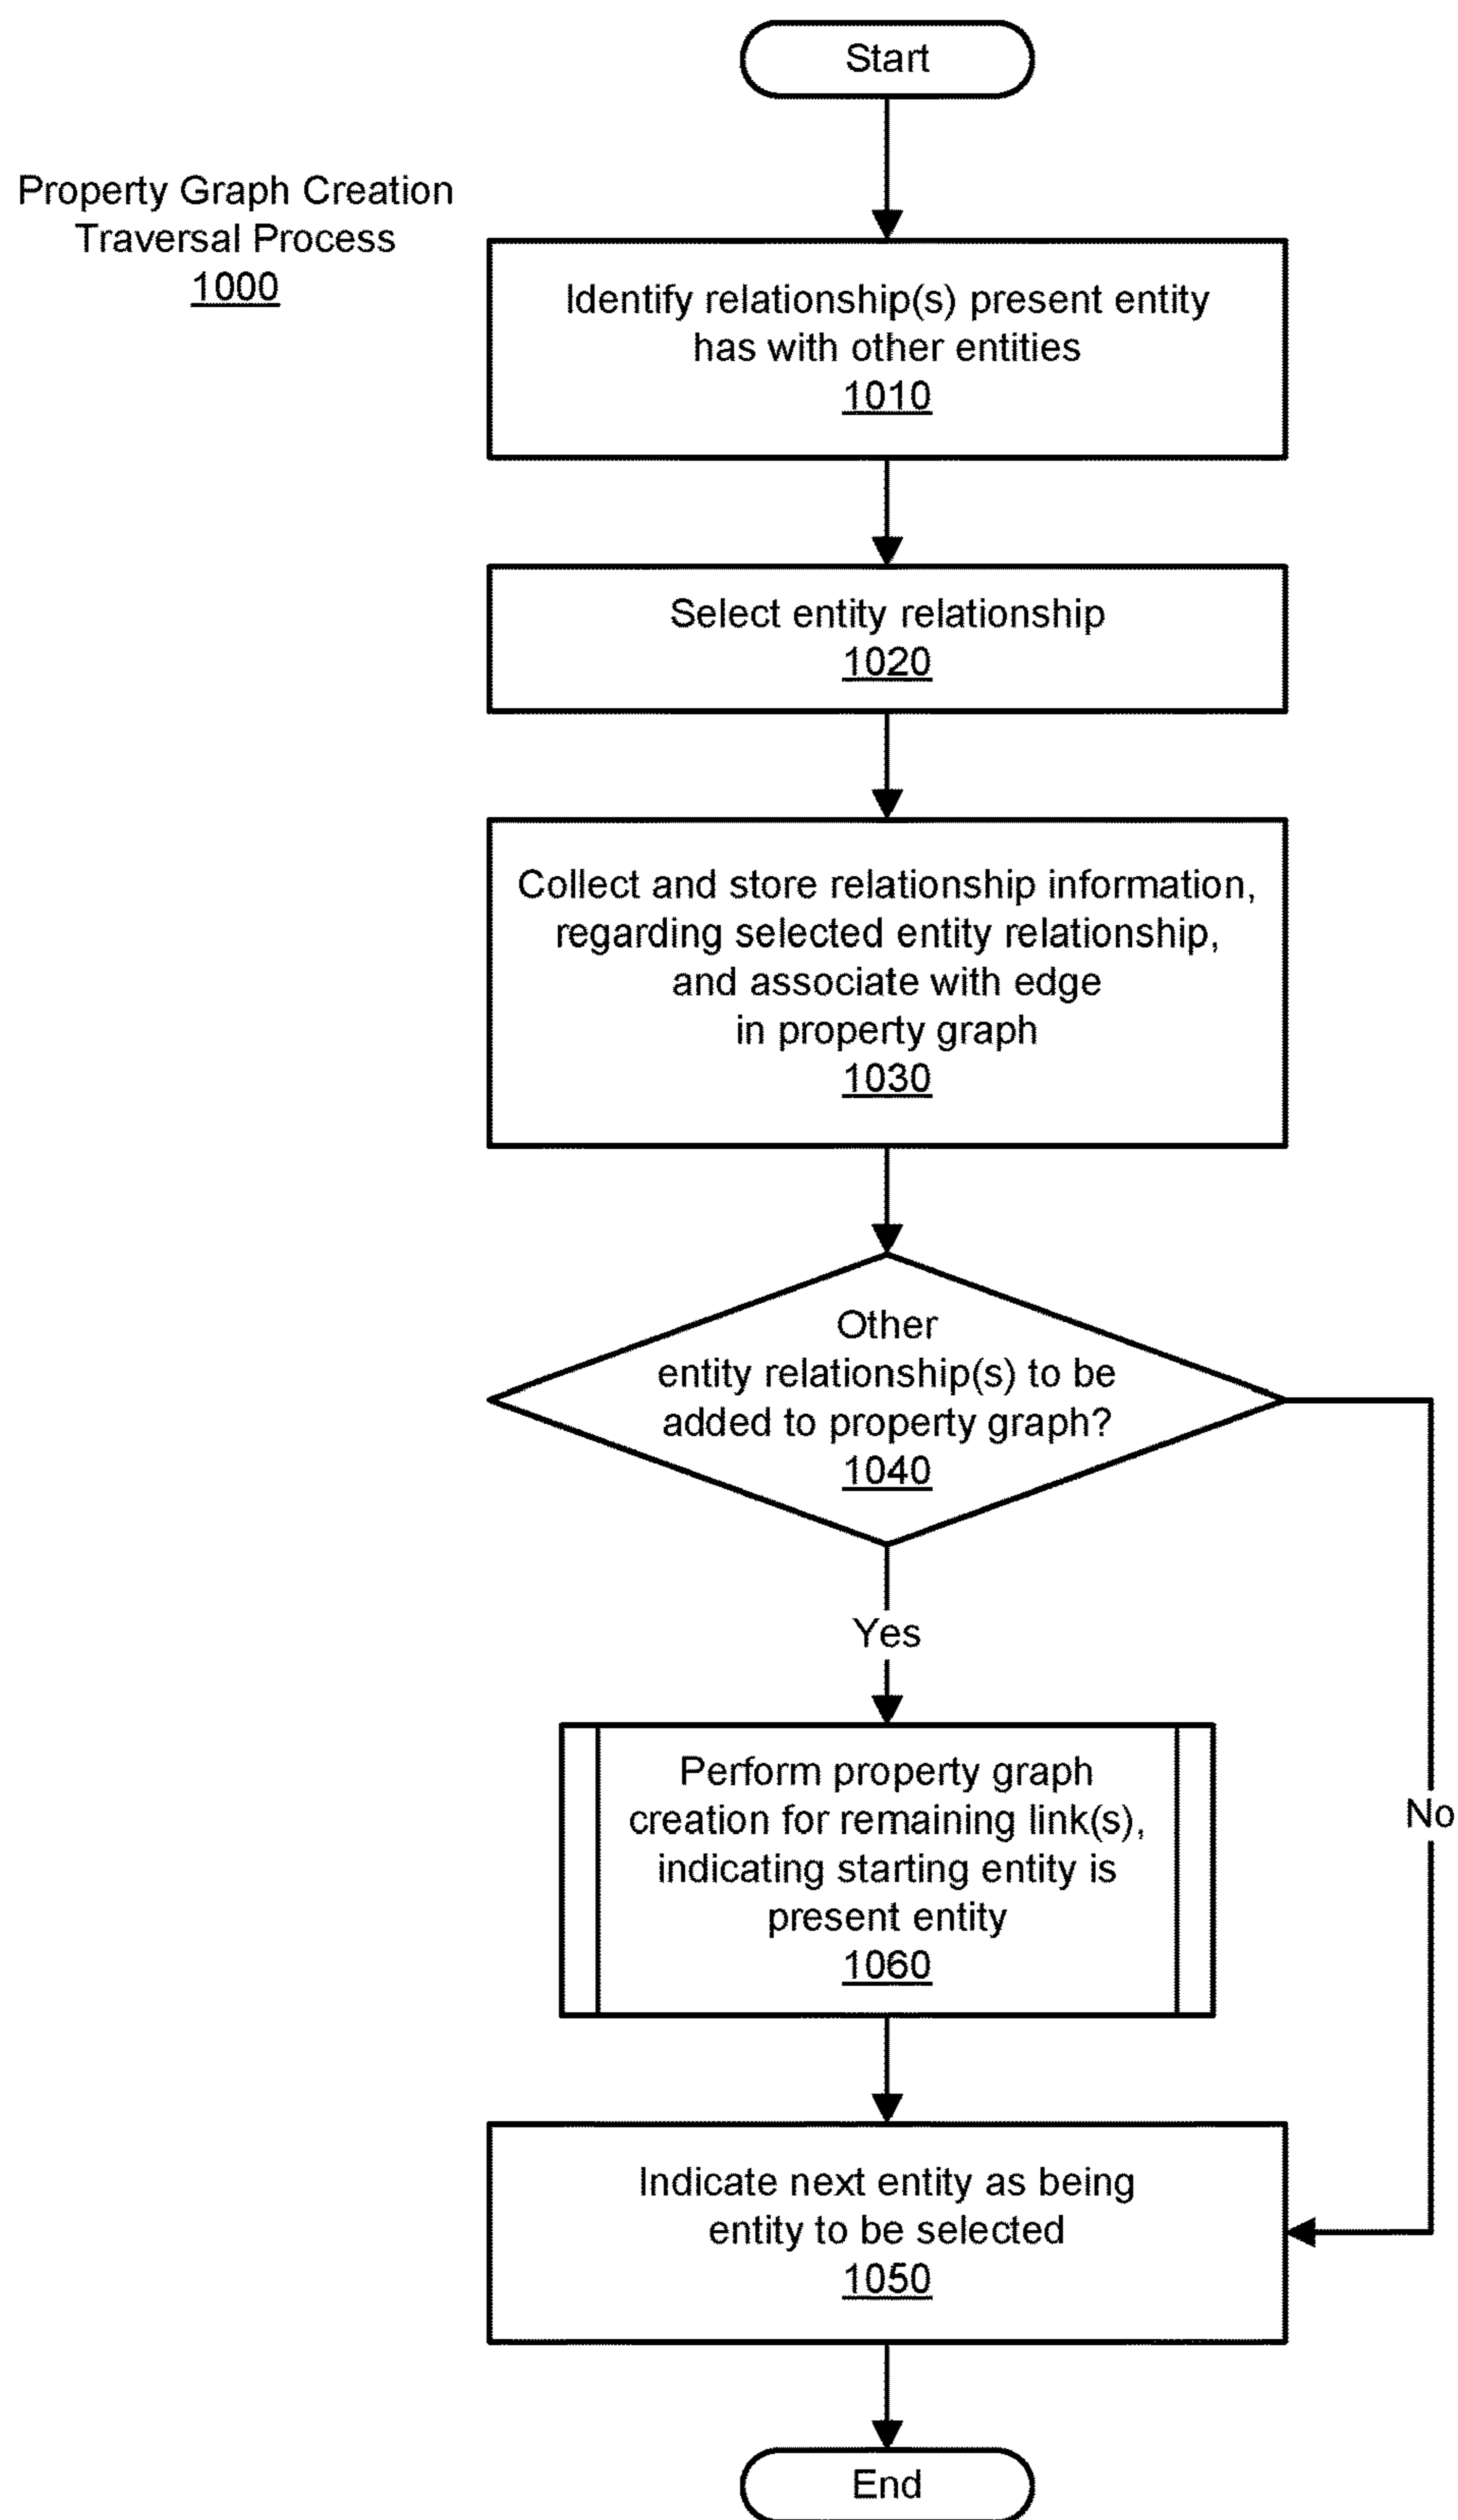 Start
Property Graph Creation
Traversal Process
1000
Identify relationship(s) present entity
has with other entities
1010
Select entity relationship
1020
Collect and store relationship information,
regarding selected entity relationship,
and associate with edge
in property graph
1030
Other
entity relationship(s) to be
added to property graph?
1040
Yes
Perform property graph
creation for remaining link(s),
indicating starting entity is
present entity
1060
No
Indicate next entity as being
entity to be selected
1050
End